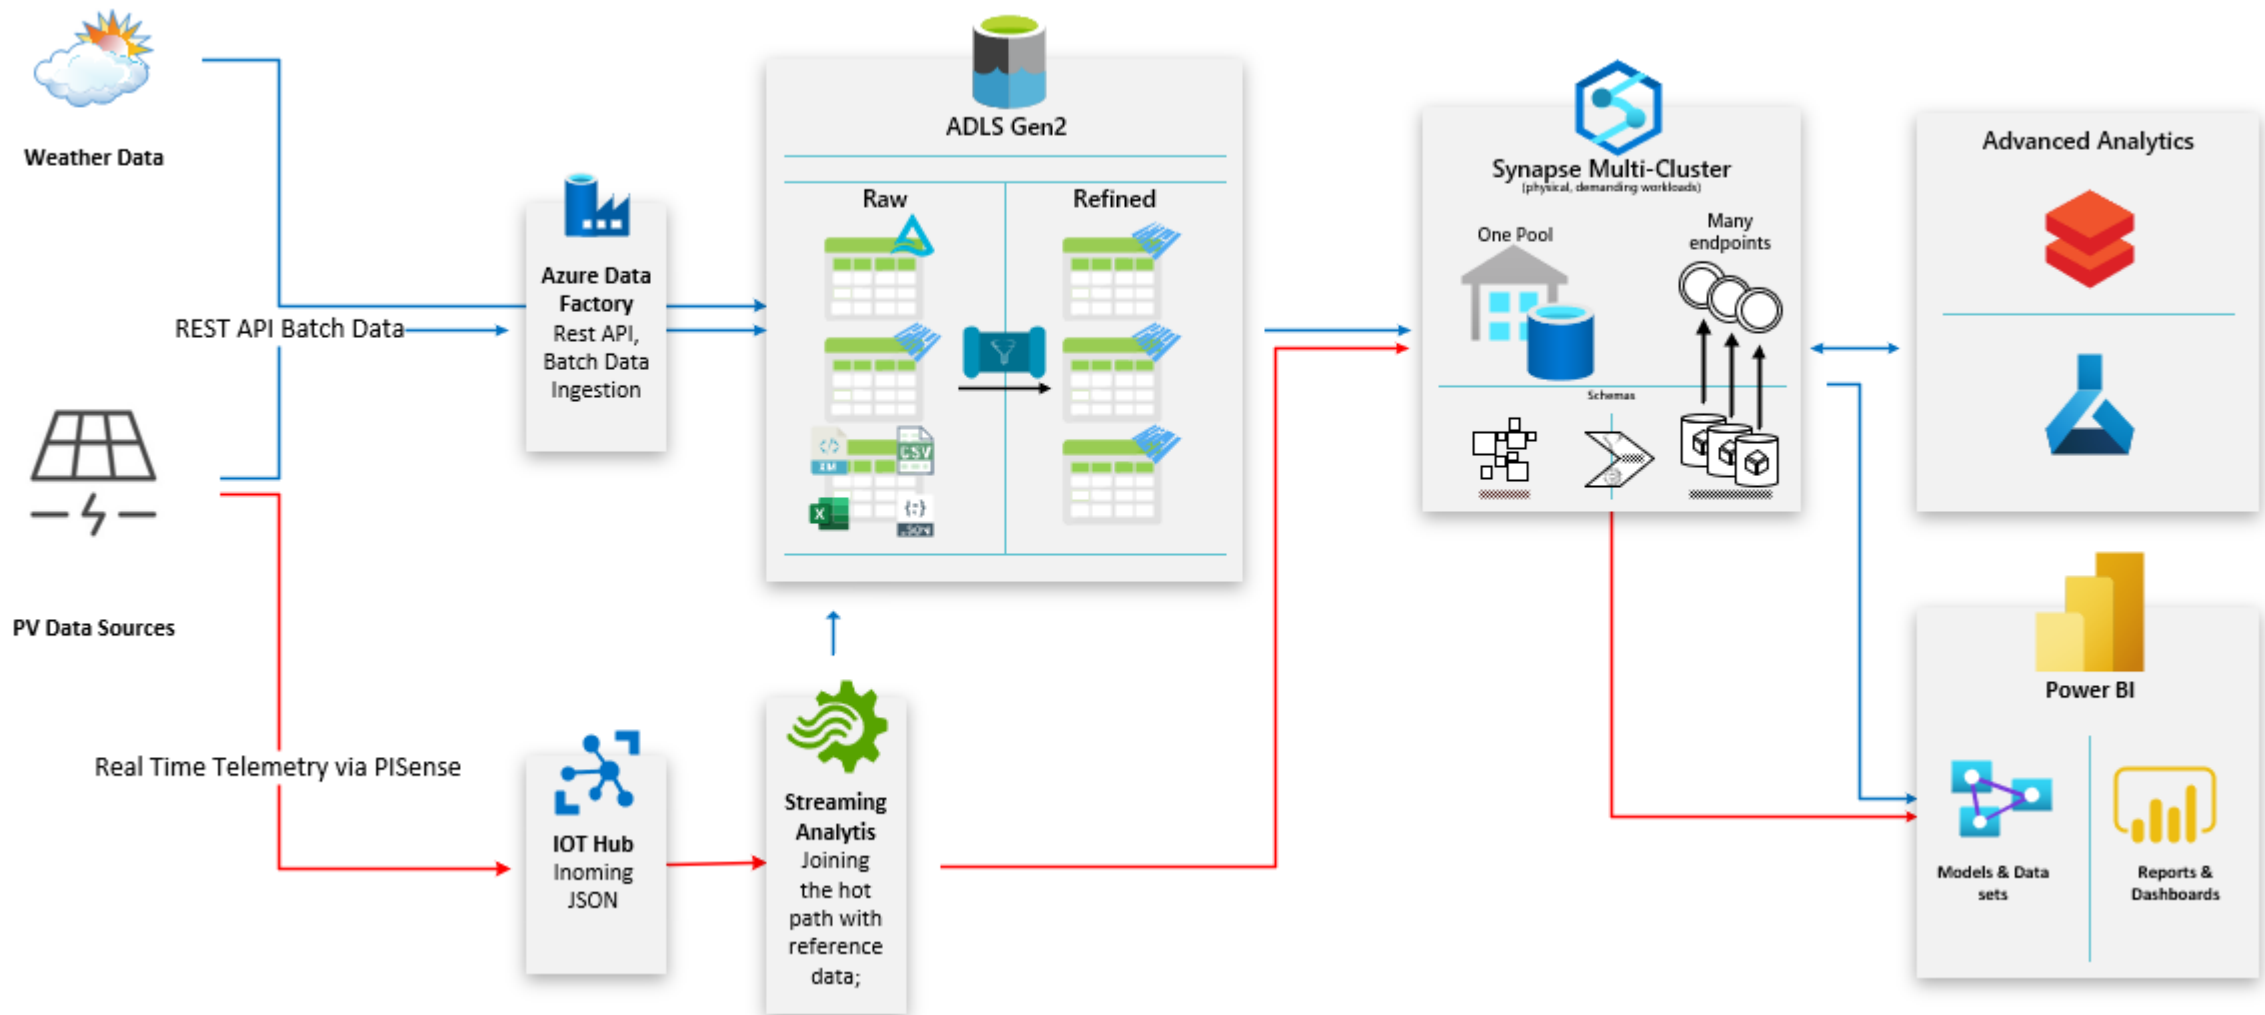 Weather Data
REST API Batch Data
PV Data Sources
Real Time Telemetry via PISense
Azure Data
Factory
Rest API,
Batch Data
Ingestion
IOT Hub
Inoming
JSON
Streaming
Analytis
Joining
the hot
path with
reference
data;
ADLS Gen2
Raw
Refined
XM
CSV
X
{:}
.JSON
Synapse Multi-Cluster
(physical, demanding workloads)
One Pool
Many
endpoints
Schemas
Advanced Analytics
Power BI
Models & Data
sets
Reports &
Dashboards